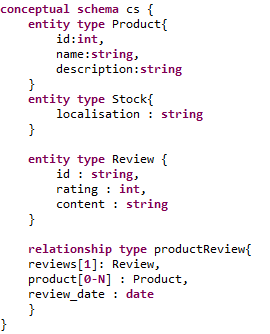 conceptual schema cs {
entity type Product{
id:int,
name:string,
description:string
}
entity type Stock{
localisation : string
}
entity type Review {
id : string,
rating : int,
content : string
}
relationship type productReview{
reviews[1]: Review,
product[0-N] : Product,
review_date : date
}
}